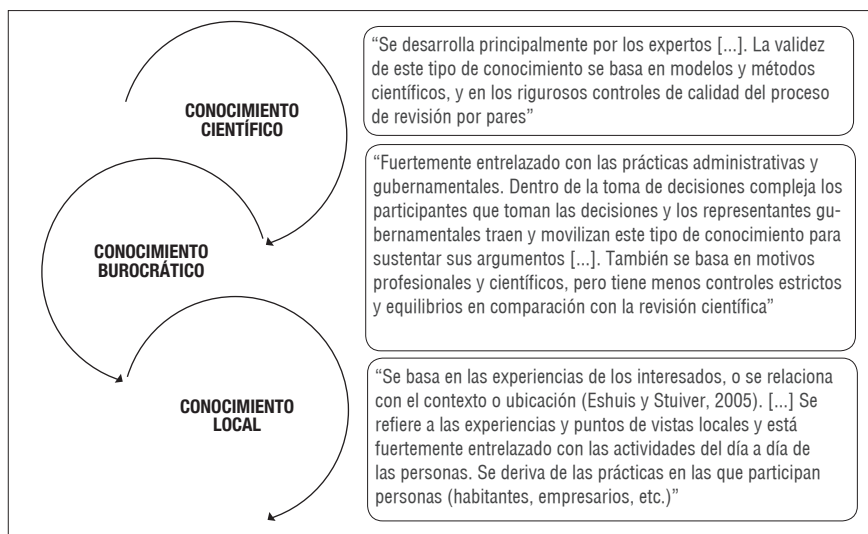 CONOCIMIENTO
CIENTÍFICO
“Se desarrolla principalmente por los expertos [...]. La validez
de este tipo de conocimiento se basa en modelos y métodos
científicos, y en los rigurosos controles de calidad del proceso
de revisión por pares”
CONOCIMIENTO
BUROCRÁTICO
“Fuertemente entrelazado con las prácticas administrativas y
gubernamentales. Dentro de la toma de decisiones compleja los
participantes que toman las decisiones y los representantes gu-
bernamentales traen y movilizan este tipo de conocimiento para
sustentar sus argumentos [...]. También se basa en motivos
profesionales y científicos, pero tiene menos controles estrictos
y equilibrios en comparación con la revisión científica”
CONOCIMIENTO
LOCAL
“Se basa en las experiencias de los interesados, o se relaciona
con el contexto o ubicación (Eshuis y Stuiver, 2005). [...] Se
refiere a las experiencias y puntos de vistas locales y está
fuertemente entrelazado con las actividades del día a día de
las personas. Se deriva de las prácticas en las que participan
personas (habitantes, empresarios, etc.)”